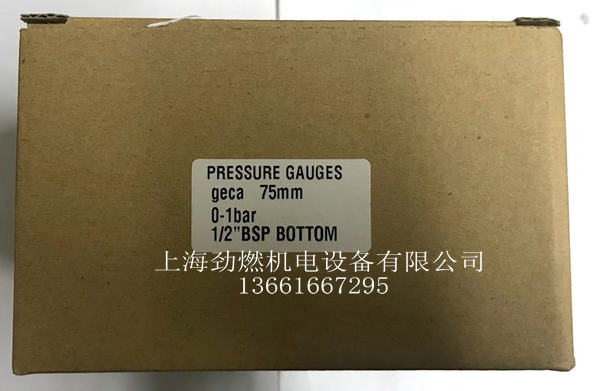 PRESSURE GAUGES
geca 75mm
0-1bar
1/2"BSP BOTTOM
上海劲燃机电设备有限公司
13661667295